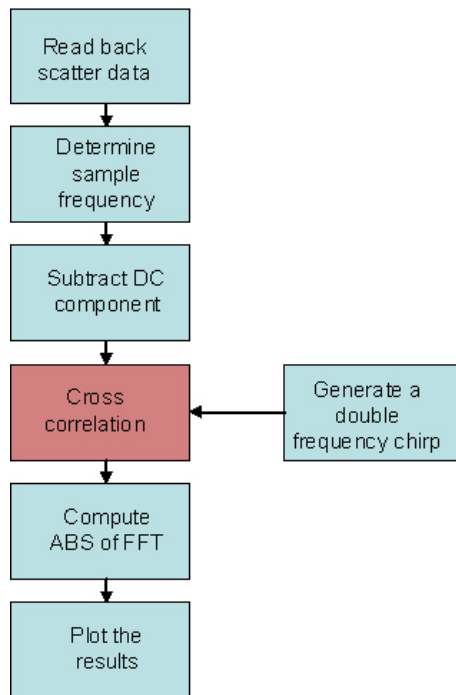 Read back
scatter data
Determine
sample
frequency
Subtract DC
component
Cross
correlation
Generate a
double
frequency chirp
Compute
ABS of FFT
Plot the
results